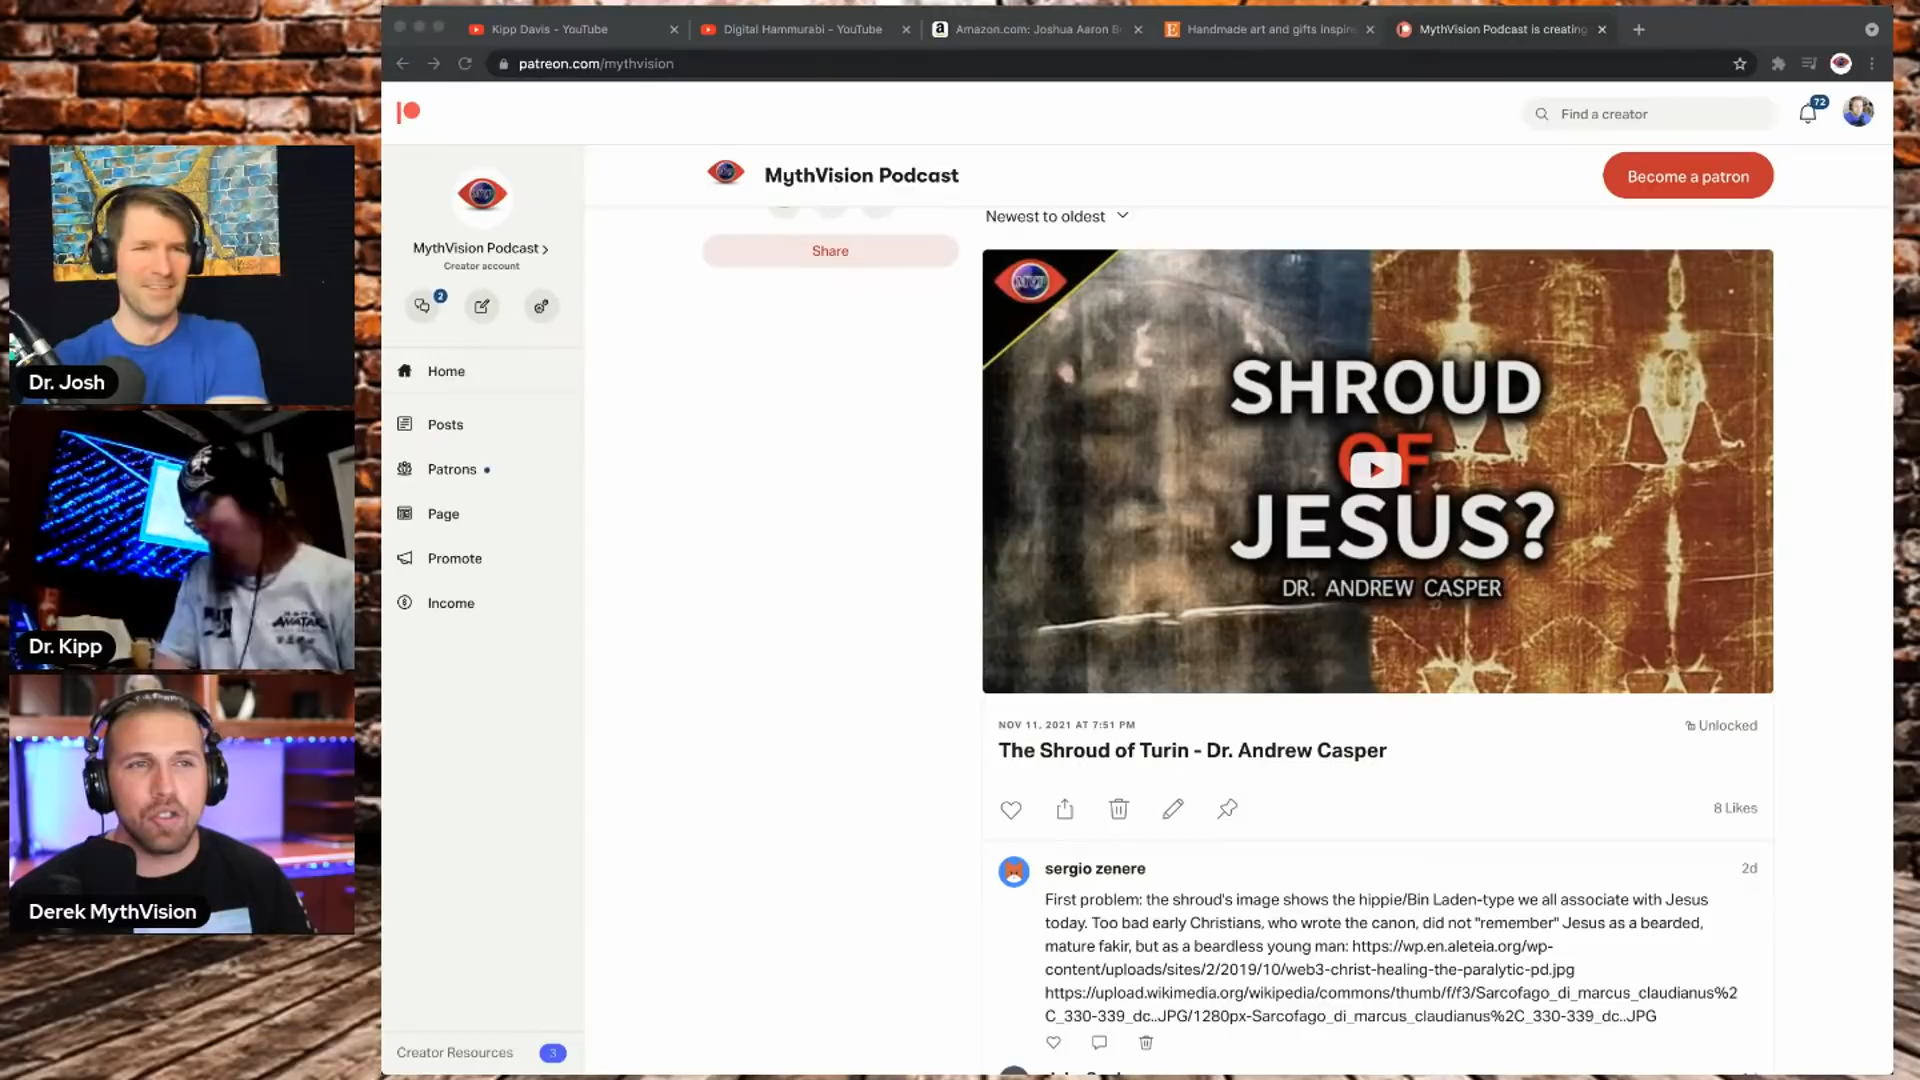 Kipp Davis - YouTube
Digital Hammurabi - YouTube
Amazon.com: Joshua Aaron B
Handmade art and gifts inspire
MythVision Podcast is creating
patreon.com/mythvision
Find a creator
72
MythVision Podcast
Become a patron
Newest to oldest
Share
MythVision Podcast
Creator account
2
Home
Posts
Patrons
Page
Promote
Income
Creator Resources
3
MVP
SHROUD
OF
JESUS?
DR. ANDREW CASPER
NOV 11, 2021 AT 7:51 PM
Unlocked
The Shroud of Turin - Dr. Andrew Casper
8 Likes
sergio zenere
2d
First problem: the shroud's image shows the hippie/Bin Laden-type we all associate with Jesus
today. Too bad early Christians, who wrote the canon, did not "remember" Jesus as a bearded,
mature fakir, but as a beardless young man: https://wp.en.aleteia.org/wp-
content/uploads/sites/2/2019/10/web3-christ-healing-the-paralytic-pd.jpg
https://upload.wikimedia.org/wikipedia/commons/thumb/f/f3/Sarcofago_di_marcus_claudianus%2
C_330-339_dc..JPG/1280px-Sarcofago_di_marcus_claudianus%2C_330-339_dc..JPG
Dr. Josh
AVATAR
Dr. Kipp
Derek MythVision